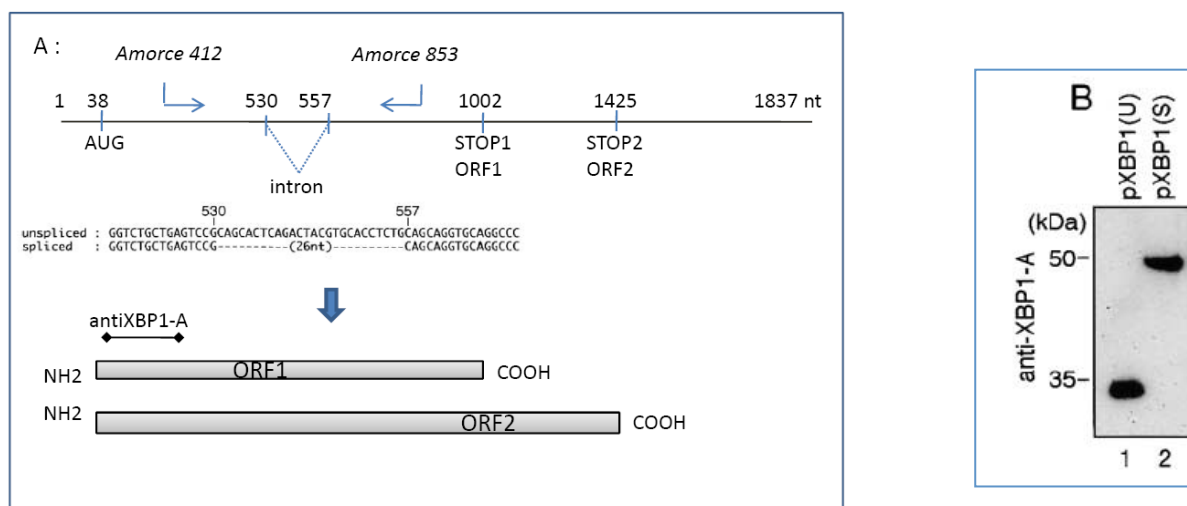 A :
Amorce 412 Amorce 853
1 38 530 557 1002 1425 1837 nt
AUG STOP1 STOP2
ORF1 ORF2
intron
530 557
unspliced : GGTCTGCTGAGTCCGCAGCACTCAGACTACGTGCACCTCTGCAGCAGGTGCAGGCCC
spliced : GGTCTGCTGAGTCCG----------(26nt)-----------CAGCAGGTGCAGGCCC
antiXBP1-A
NH2 ORF1 COOH
NH2 ORF2 COOH
B
pXBP1(U)
pXBP1(S)
(kDa)
50-
35-
anti-XBP1-A
1 2